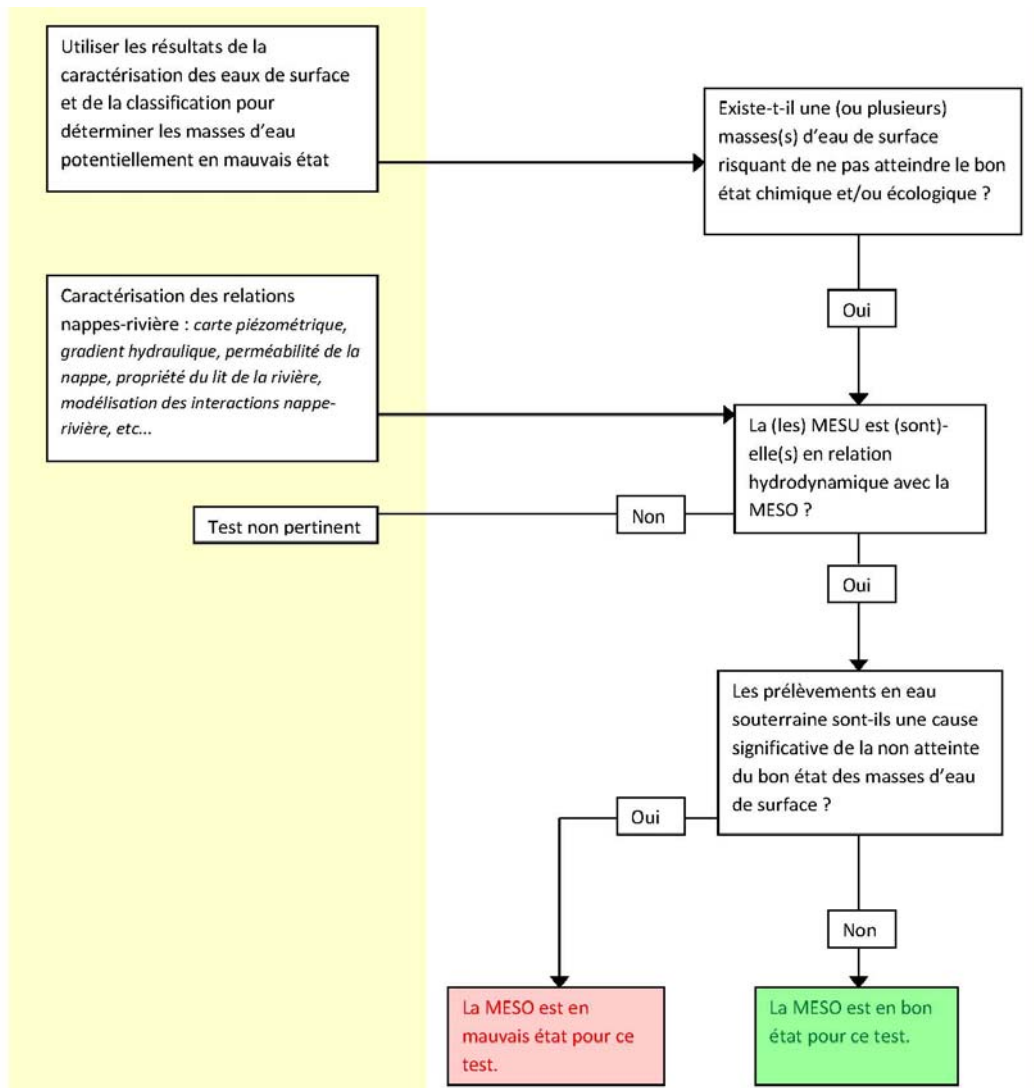 Utiliser les résultats de la
caractérisation des eaux de surface
et de la classification pour
déterminer les masses d'eau
potentiellement en mauvais état
Existe-t-il une (ou plusieurs)
masses(s) d'eau de surface
risquant de ne pas atteindre le bon
état chimique et/ou écologique ?
Oui
Caractérisation des relations
nappes-rivière : carte piézométrique,
gradient hydraulique, perméabilité de la
nappe, propriété du lit de la rivière,
modélisation des interactions nappe-
rivière, etc...
La (les) MESU est (sont)-
elle(s) en relation
hydrodynamique avec la
MESO ?
Non
Test non pertinent
Oui
Les prélèvements en eau
souterraine sont-ils une cause
significative de la non atteinte
du bon état des masses d'eau
de surface ?
Oui
Non
La MESO est en
mauvais état pour ce
test.
La MESO est en bon
état pour ce test.